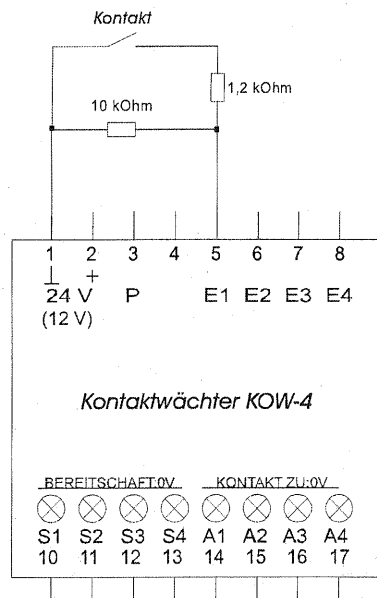 Kontakt
1,2 kOhm
10 kOhm
1 2 3 4 5 6 7 8
+
24 V P E1 E2 E3 E4
(12 V)
Kontaktwächter KOW-4
BEREITSCHAFT:0V KONTAKT ZU:0V
S1 S2 S3 S4 A1 A2 A3 A4
10 11 12 13 14 15 16 17